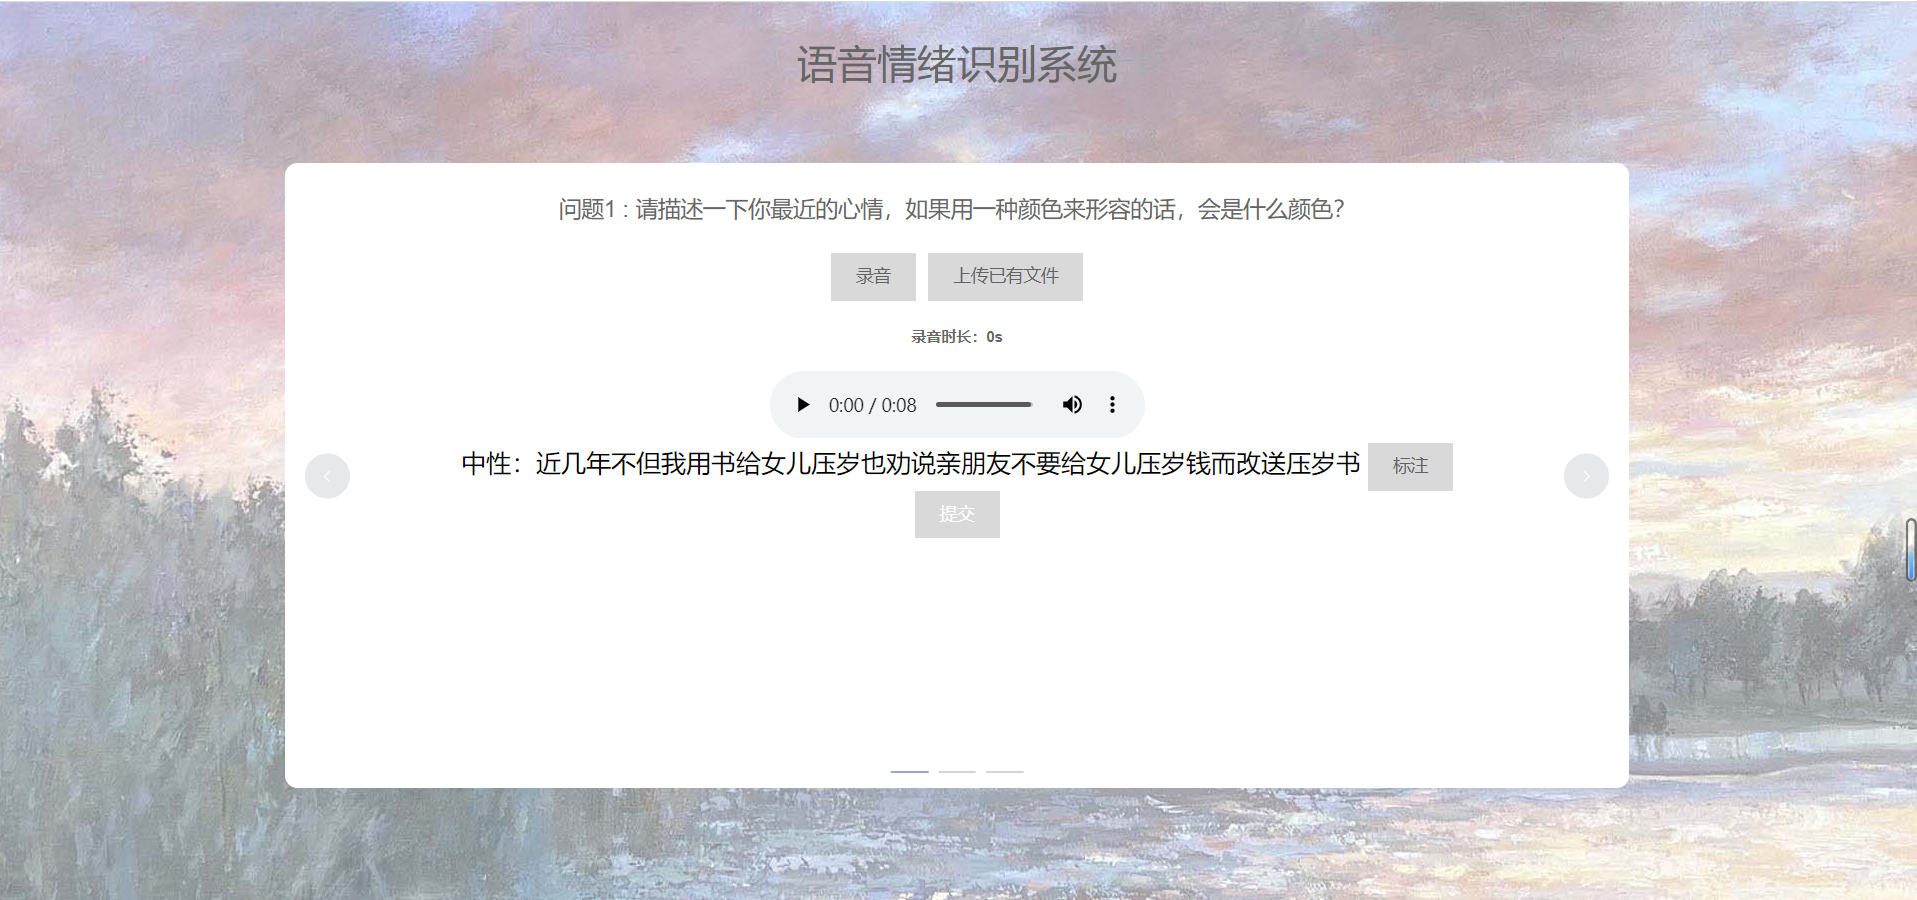 语音情绪识别系统
问题1 : 请描述一下你最近的心情，如果用一种颜色来形容的话，会是什么颜色？
录音 上传已有文件
录音时长：0s
0:00 / 0:08
中性：近几年不但我用书给女儿压岁也劝说亲朋友不要给女儿压岁钱而改送压岁书 标注
提交